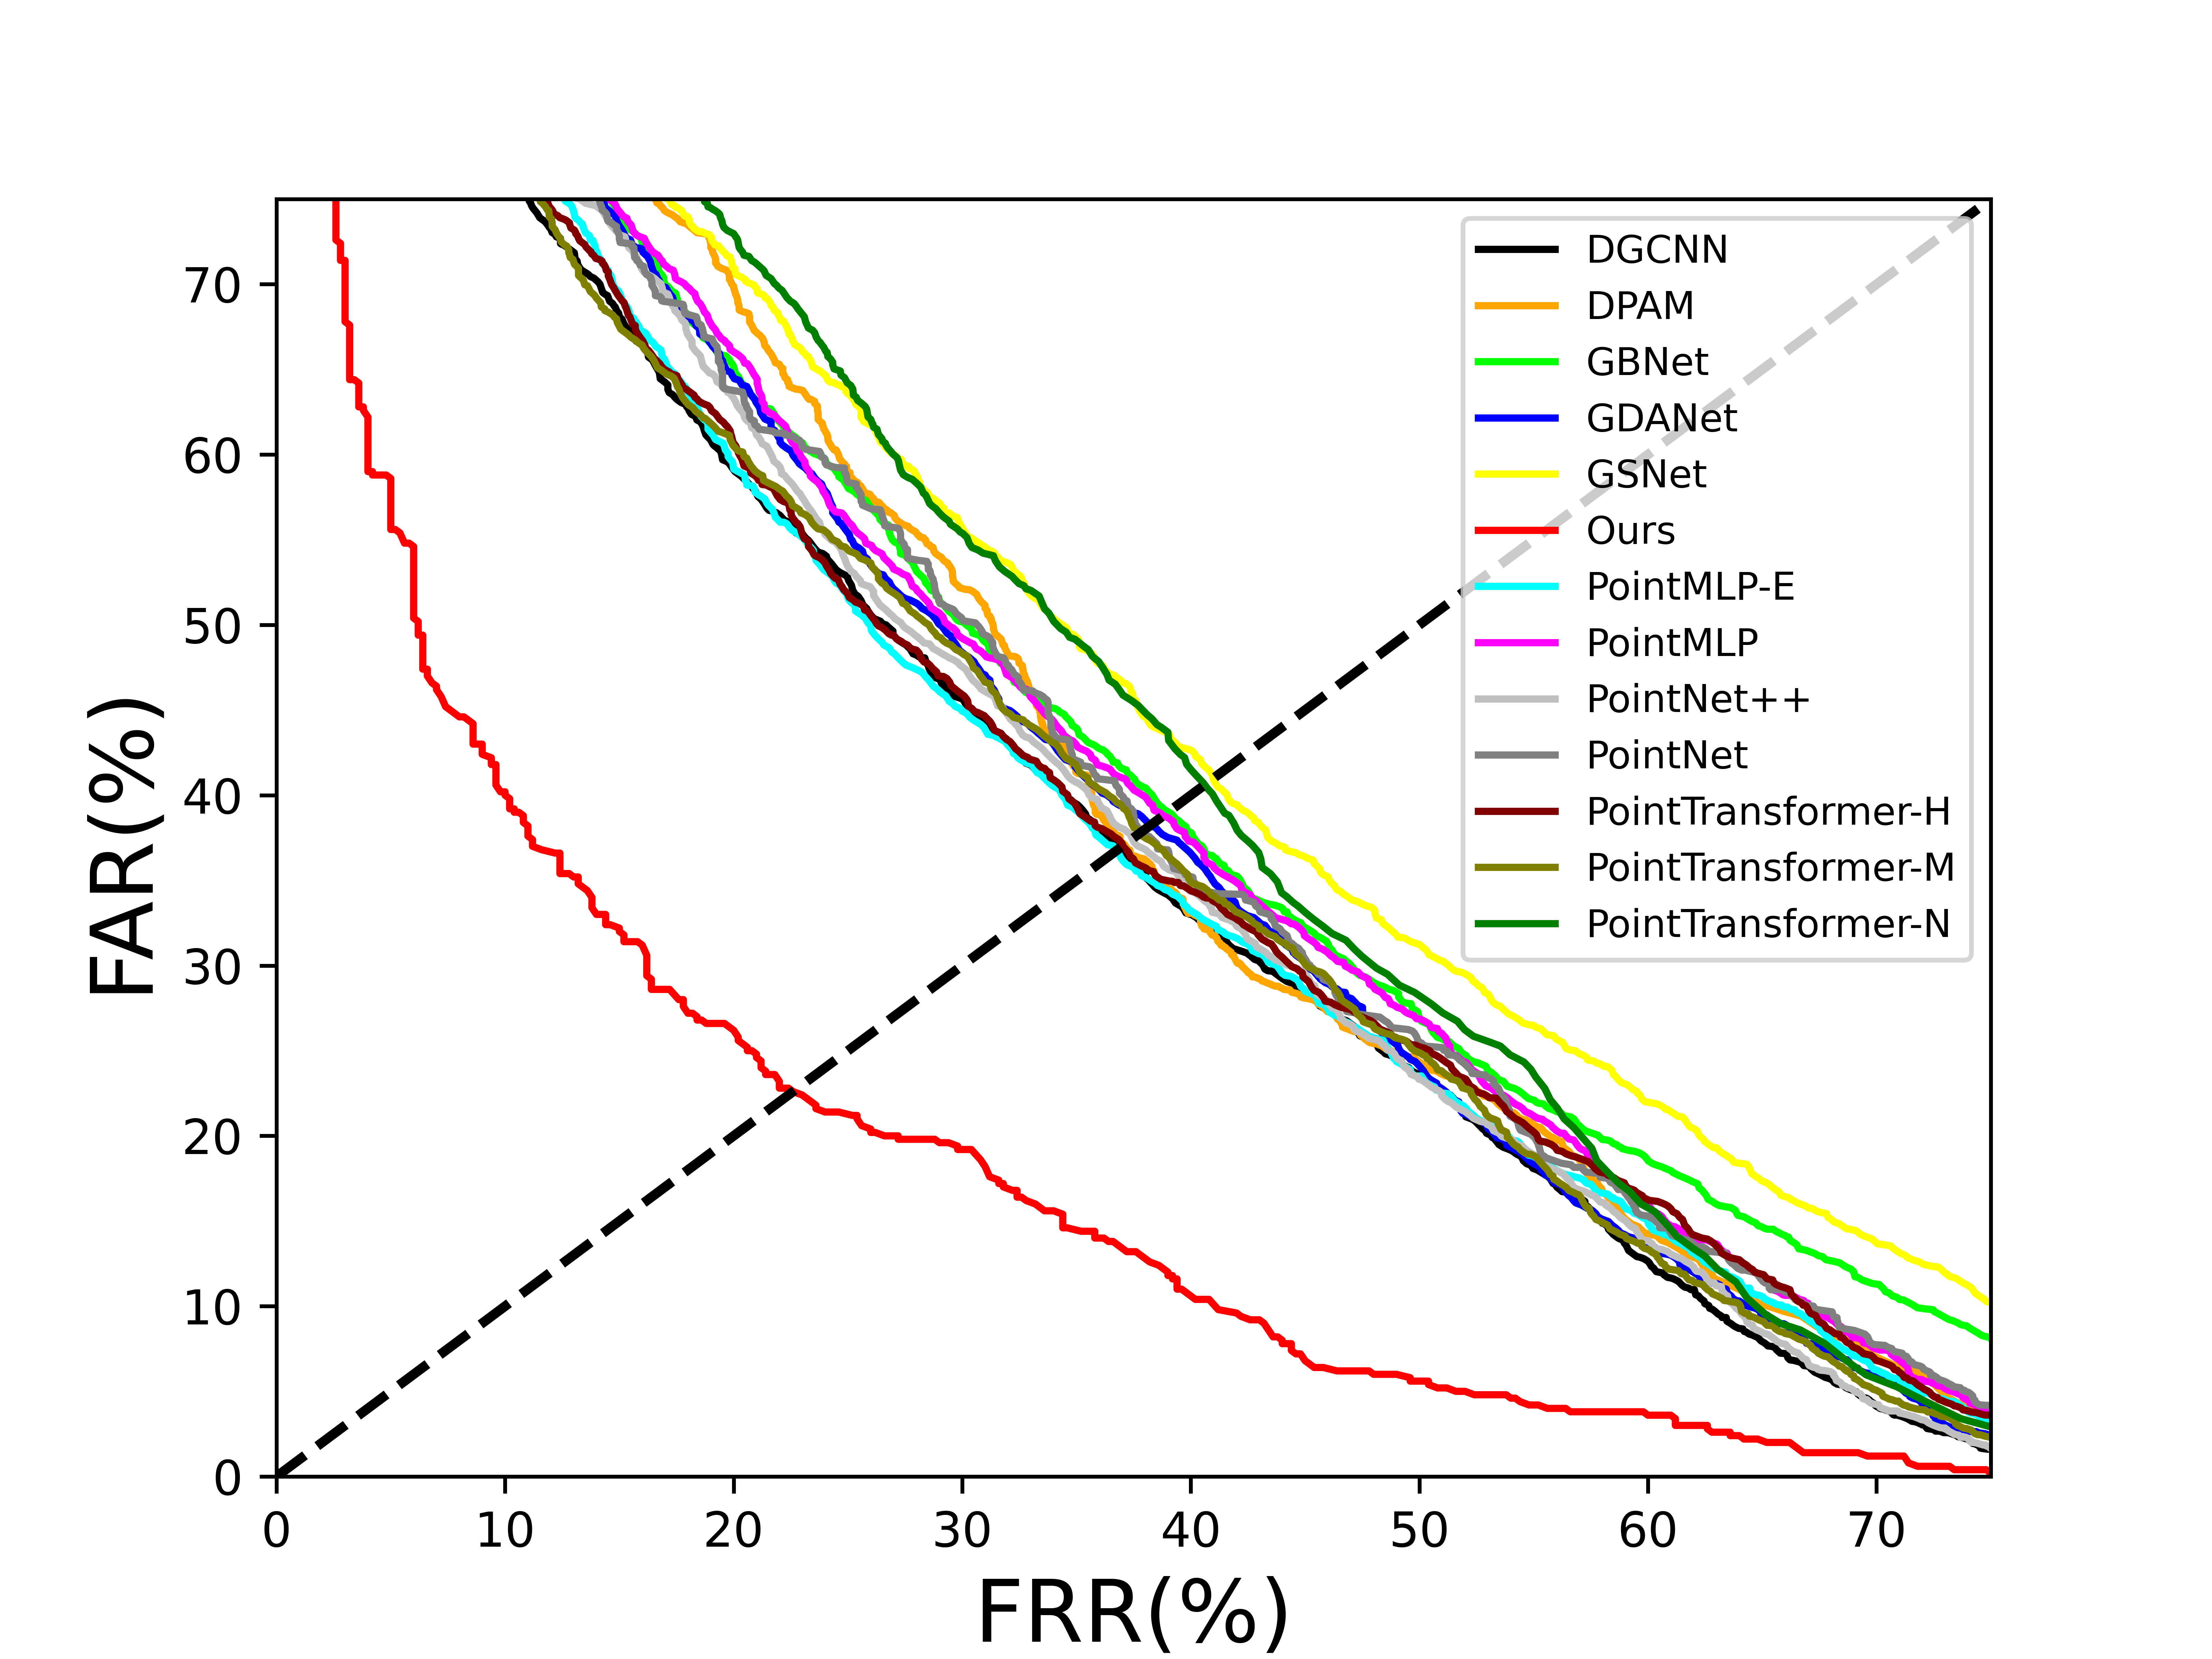 70
60
50
40
30
20
10
0
FAR(%)
0 10 20 30 40 50 60 70
FRR(%)
DGCNN
DPAM
GBNet
GDANet
GSNet
Ours
PointMLP-E
PointMLP
PointNet++
PointNet
PointTransformer-H
PointTransformer-M
PointTransformer-N